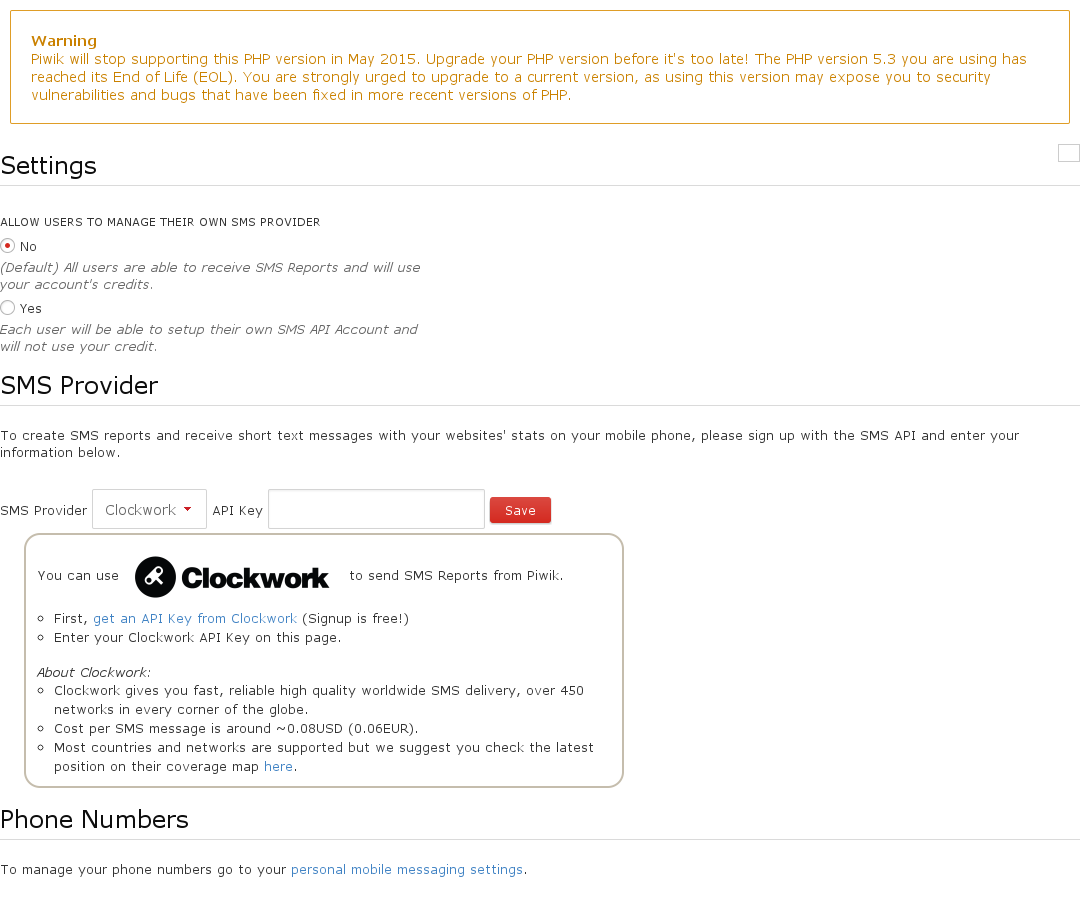 Warning
Piwik will stop supporting this PHP version in May 2015. Upgrade your PHP version before it's too late! The PHP version 5.3 you are using has
reached its End of Life (EOL). You are strongly urged to upgrade to a current version, as using this version may expose you to security
vulnerabilities and bugs that have been fixed in more recent versions of PHP.
Settings
ALLOW USERS TO MANAGE THEIR OWN SMS PROVIDER
No
(Default) All users are able to receive SMS Reports and will use
your account's credits.
Yes
Each user will be able to setup their own SMS API Account and
will not use your credit.
SMS Provider
To create SMS reports and receive short text messages with your websites' stats on your mobile phone, please sign up with the SMS API and enter your
information below.
SMS Provider Clockwork API Key Save
You can use Clockwork to send SMS Reports from Piwik.
First, get an API Key from Clockwork (Signup is free!)
Enter your Clockwork API Key on this page.
About Clockwork:
Clockwork gives you fast, reliable high quality worldwide SMS delivery, over 450
networks in every corner of the globe.
Cost per SMS message is around ~0.08USD (0.06EUR).
Most countries and networks are supported but we suggest you check the latest
position on their coverage map here.
Phone Numbers
To manage your phone numbers go to your personal mobile messaging settings.